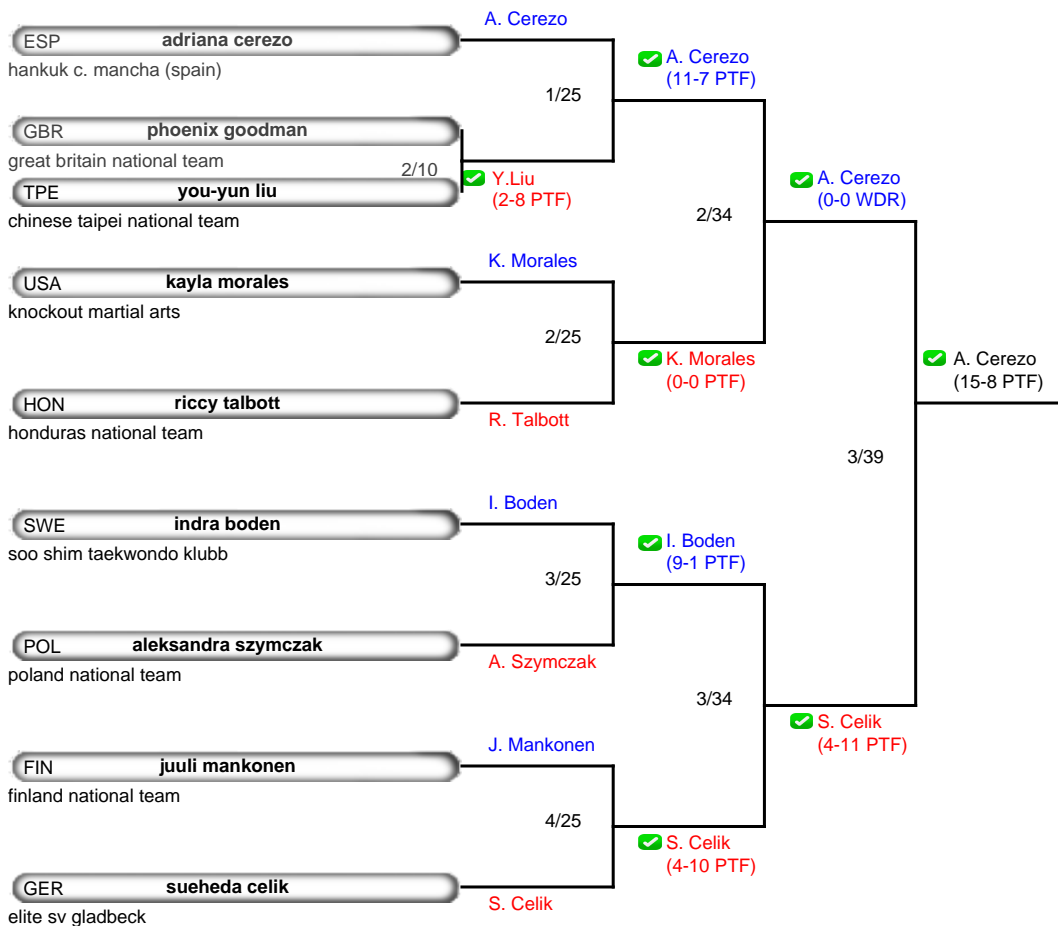 A. Cerezo
ESP adriana cerezo
hankuk c. mancha (spain)
A. Cerezo
(11-7 PTF)
1/25
GBR phoenix goodman
great britain national team
2/10
Y.Liu
(2-8 PTF)
TPE you-yun liu
chinese taipei national team
A. Cerezo
(0-0 WDR)
2/34
K. Morales
USA kayla morales
knockout martial arts
2/25
K. Morales
(0-0 PTF)
A. Cerezo
(15-8 PTF)
HON riccy talbott
honduras national team
R. Talbott
3/39
I. Boden
SWE indra boden
soo shim taekwondo klubb
I. Boden
(9-1 PTF)
3/25
POL aleksandra szymczak
poland national team
A. Szymczak
3/34
S. Celik
(4-11 PTF)
J. Mankonen
FIN juuli mankonen
finland national team
4/25
S. Celik
(4-10 PTF)
GER sueheda celik
elite sv gladbeck
S. Celik